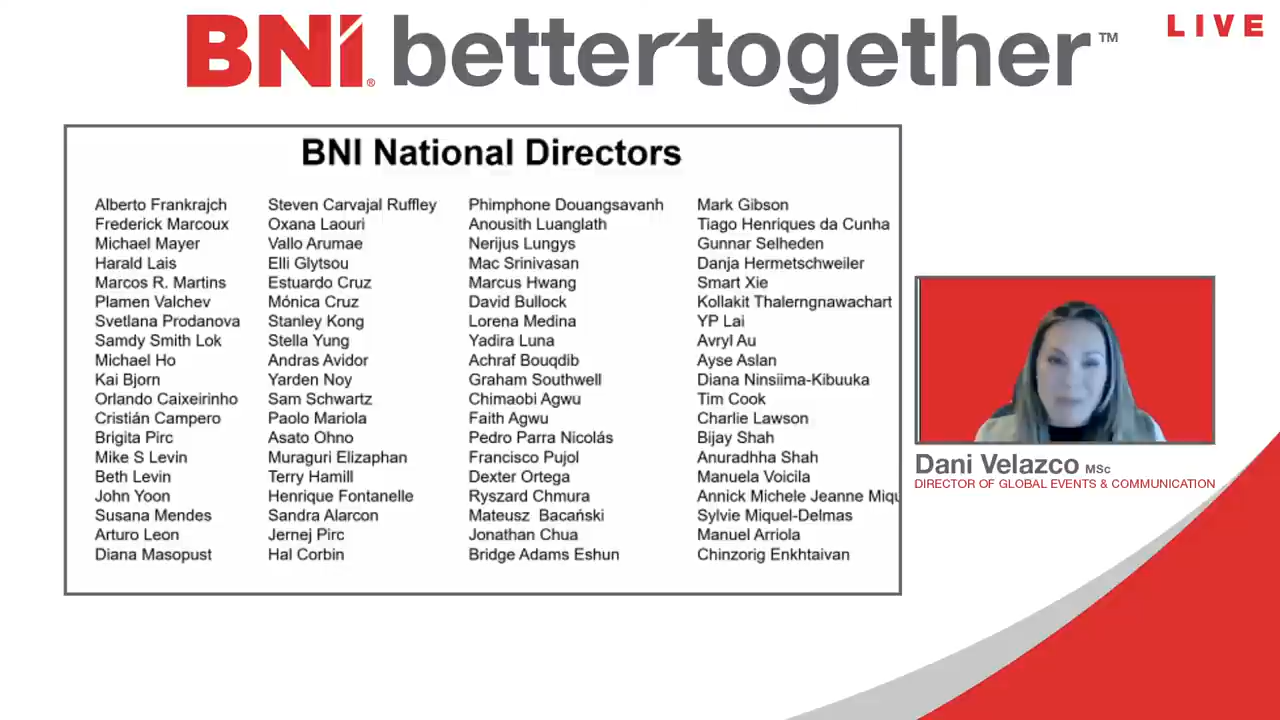 BNI® bettertogether™
LIVE
BNI National Directors
Alberto Frankrajch
Frederick Marcoux
Michael Mayer
Harald Lais
Marcos R. Martins
Plamen Valchev
Svetlana Prodanova
Samdy Smith Lok
Michael Ho
Kai Bjorn
Orlando Caixeirinho
Cristián Campero
Brigita Pirc
Mike S Levin
Beth Levin
John Yoon
Susana Mendes
Arturo Leon
Diana Masopust
Steven Carvajal Ruffley
Oxana Laouri
Vallo Arumae
Elli Glytsou
Estuardo Cruz
Mónica Cruz
Stanley Kong
Stella Yung
Andras Avidor
Yarden Noy
Sam Schwartz
Paolo Mariola
Asato Ohno
Muraguri Elizaphan
Terry Hamill
Henrique Fontanelle
Sandra Alarcon
Jernej Pirc
Hal Corbin
Phimphone Douangsavanh
Anousith Luanglath
Nerijus Lungys
Mac Srinivasan
Marcus Hwang
David Bullock
Lorena Medina
Yadira Luna
Achraf Bouqdib
Graham Southwell
Chimaobi Agwu
Faith Agwu
Pedro Parra Nicolás
Francisco Pujol
Dexter Ortega
Ryszard Chmura
Mateusz Bacański
Jonathan Chua
Bridge Adams Eshun
Mark Gibson
Tiago Henriques da Cunha
Gunnar Selheden
Danja Hermetschweiler
Smart Xie
Kollakit Thalerngnawachart
YP Lai
Avryl Au
Ayse Aslan
Diana Ninsiima-Kibuuka
Tim Cook
Charlie Lawson
Bijay Shah
Anuradhha Shah
Manuela Voicila
Annick Michele Jeanne
Sylvie Miquel-Delmas
Manuel Arriola
Chinzorig Enkhtaivan
Dani Velazco MSc
DIRECTOR OF GLOBAL EVENTS & COMMUNICATION